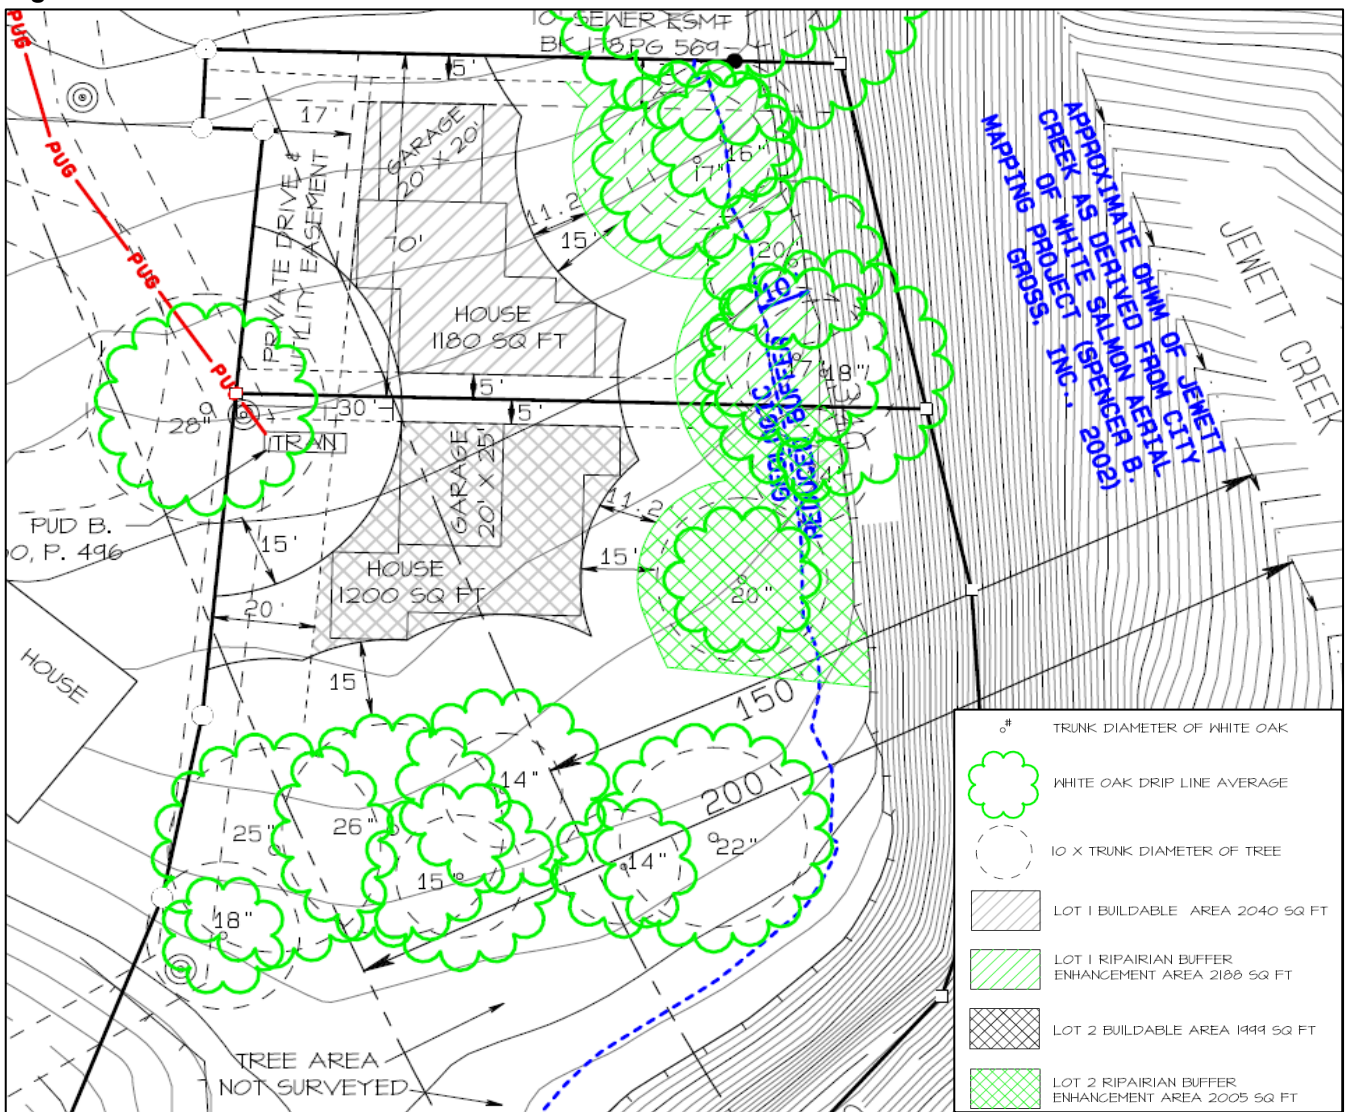 10' SEWER ESMT
BK 178,PG 569
PUG
PUG
PUG
5'
17'
GARAGE
20' X 20'
PRIVATE DRIVE &
UTILITY EASEMENT
70'
11.2'
15'
16"
17"
20"
HOUSE
1180 SQ FT
10'
17"
18"
5'
5'
30'
28"
TRAN
PUD B.
O, P. 496
15'
20'
GARAGE
20' X 25'
HOUSE
1200 SQ FT
11.2
15'
20"
HOUSE
15
APPROXIMATE OHWM OF JEWETT
CREEK AS DERIVED FROM CITY
OF WHITE SALMON AERIAL
MAPPING PROJECT (SPENCER B.
GROSS, INC., 2002)
JEWETT CREEK
150'
200'
14"
25"
26"
15"
14"
22"
18"
TREE AREA
NOT SURVEYED
#
TRUNK DIAMETER OF WHITE OAK
WHITE OAK DRIP LINE AVERAGE
10 X TRUNK DIAMETER OF TREE
LOT 1 BUILDABLE AREA 2040 SQ FT
LOT 1 RIPAIRIAN BUFFER
ENHANCEMENT AREA 2188 SQ FT
LOT 2 BUILDABLE AREA 1999 SQ FT
LOT 2 RIPAIRIAN BUFFER
ENHANCEMENT AREA 2005 SQ FT